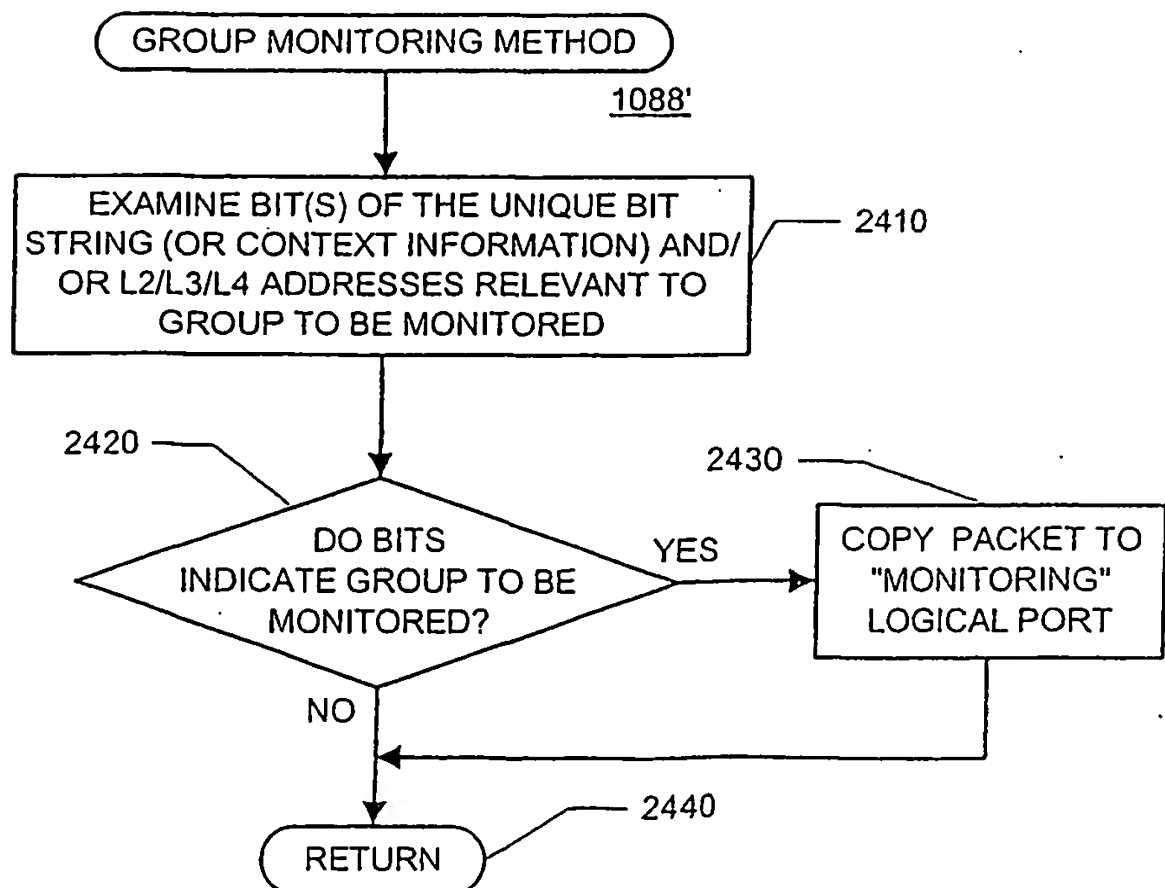 GROUP MONITORING METHOD
1088'
EXAMINE BIT(S) OF THE UNIQUE BIT
STRING (OR CONTEXT INFORMATION) AND/
OR L2/L3/L4 ADDRESSES RELEVANT TO
GROUP TO BE MONITORED
2410
2420
DO BITS
INDICATE GROUP TO BE
MONITORED?
YES
2430
COPY PACKET TO
"MONITORING"
LOGICAL PORT
NO
2440
RETURN